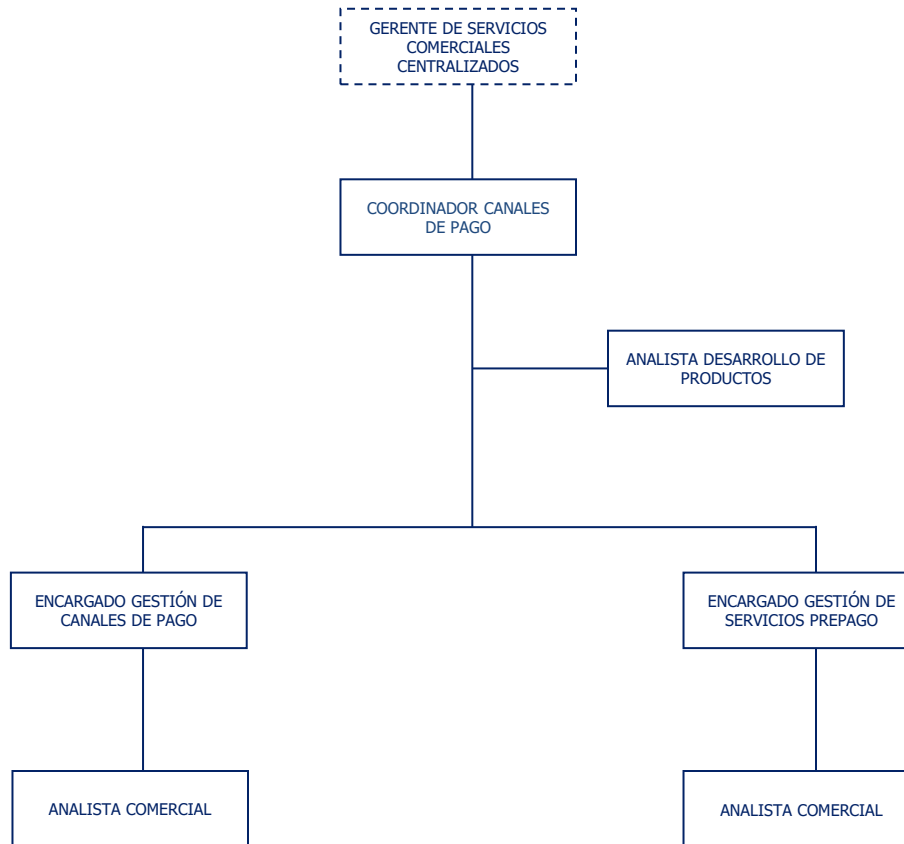 GERENTE DE SERVICIOS
COMERCIALES
CENTRALIZADOS
COORDINADOR CANALES
DE PAGO
ANALISTA DESARROLLO DE
PRODUCTOS
ENCARGADO GESTIÓN DE
CANALES DE PAGO
ENCARGADO GESTIÓN DE
SERVICIOS PREPAGO
ANALISTA COMERCIAL
ANALISTA COMERCIAL